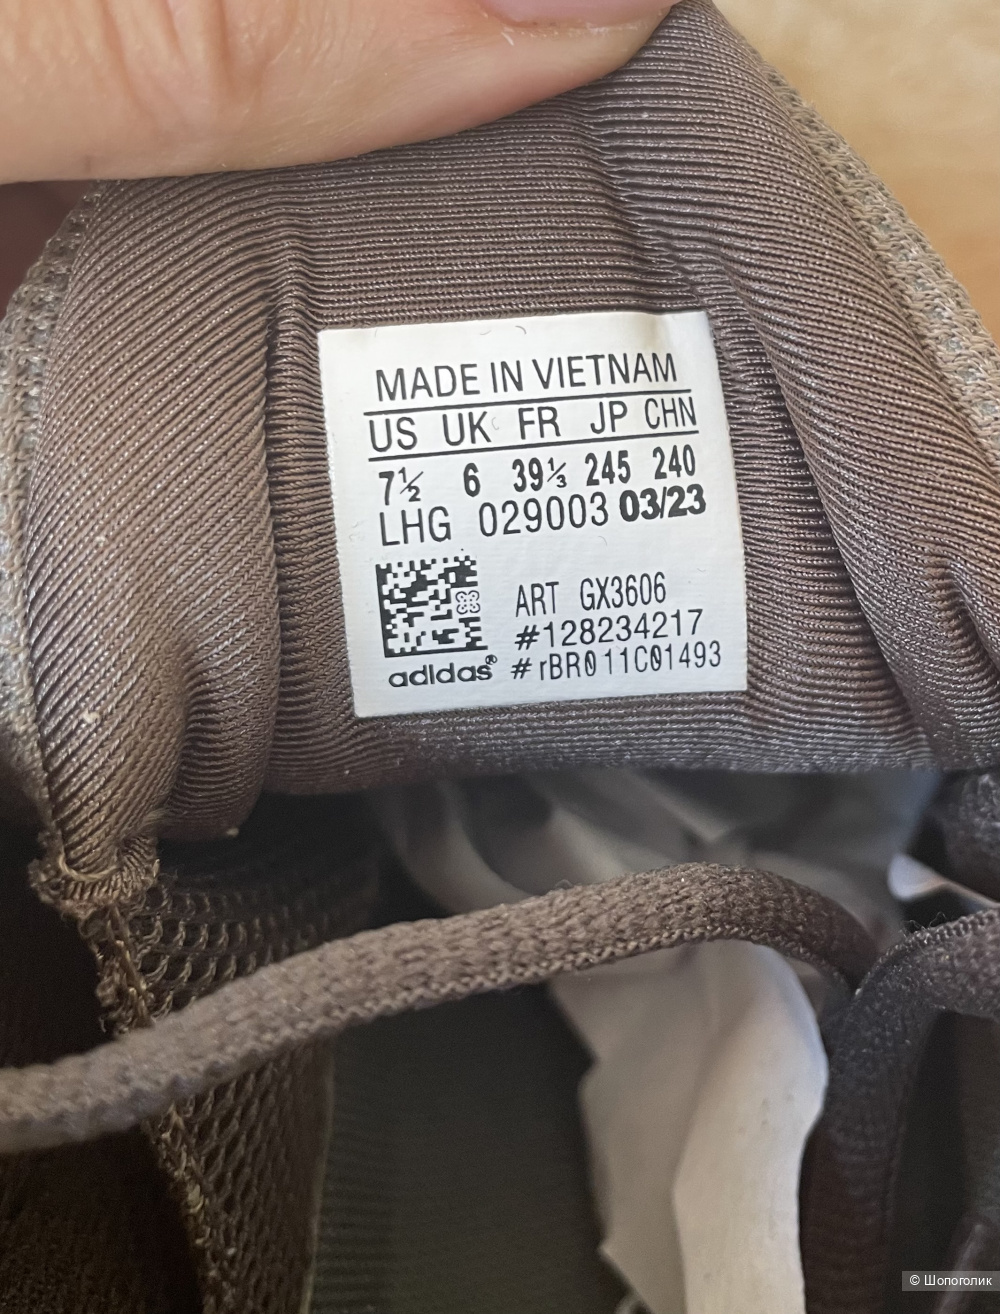 MADE IN VIETNAM
US UK FR JP CHN
7½ 6 39⅓ 245 240
LHG 029003 03/23
ART GX3606
#128234217
adidas® # rBR011C01493
© Шопоголик